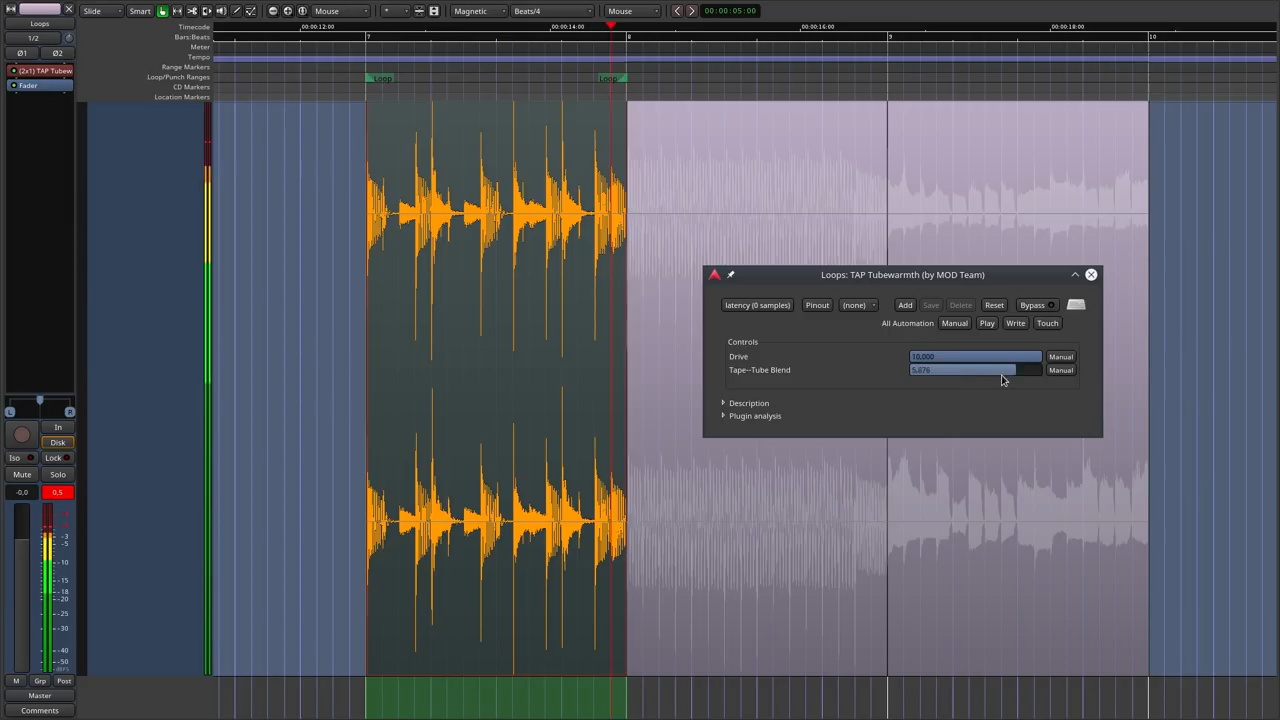 Slide Smart Mouse * Magnetic Beats/4 Mouse 00:00:05:00
Loops
1/2
Ø1 Ø2
(2x1) TAP Tubew
Fader
Timecode 00:00:12:00 00:00:14:00 00:00:16:00 00:00:18:00
Bars:Beats 7 8 9 10
Meter
Tempo
Range Markers
Loop/Punch Ranges Loop Loop
CD Markers
Location Markers
Loops: TAP Tubewarmth (by MOD Team)
latency (0 samples) Pinout (none) Add Save Delete Reset Bypass
All Automation Manual Play Write Touch
Controls
Drive 10,000 Manual
Tape--Tube Blend 5.876 Manual
Description
Plugin analysis
L R
In
Disk
Iso Lock
Mute Solo
-0,0 0,5
-3
-5
-10
-15
-18
-20
-25
-30
-40
-50
M Grp Post
Master
Comments